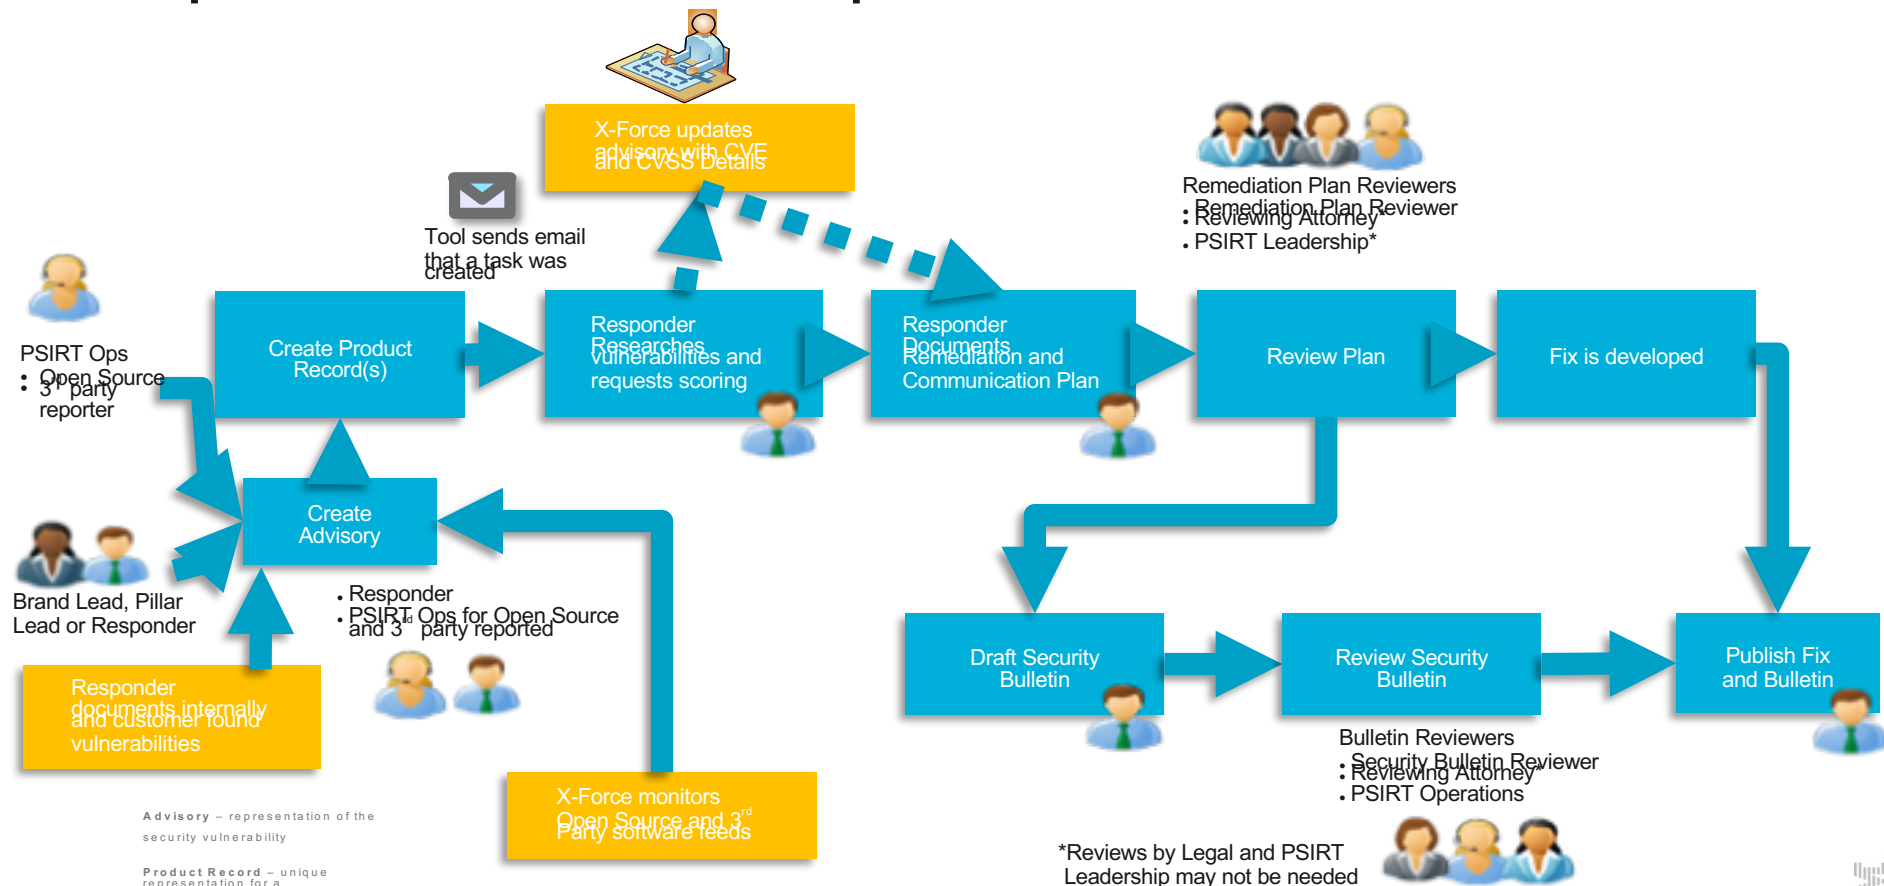 X-Force updates
advisory with CVE
and CVSS Details
Tool sends email
that a task was
created
Remediation Plan Reviewers
• Remediation Plan Reviewer
• Reviewing Attorney*
• PSIRT Leadership*
PSIRT Ops
• Open Source
• 3rd party
reporter
Create Product
Record(s)
Responder
Researches
vulnerabilities and
requests scoring
Responder
Documents
Remediation and
Communication Plan
Review Plan
Fix is developed
Create
Advisory
Brand Lead, Pillar
Lead or Responder
• Responder
• PSIRT Ops for Open Source
and 3rd party reported
Responder
documents internally
and customer found
vulnerabilities
Draft Security
Bulletin
Review Security
Bulletin
Publish Fix
and Bulletin
Bulletin Reviewers
• Security Bulletin Reviewer
• Reviewing Attorney*
• PSIRT Operations
X-Force monitors
Open Source and 3rd
Party software feeds
Advisory – representation of the
security vulnerability
Product Record – unique
representation for a
*Reviews by Legal and PSIRT
Leadership may not be needed